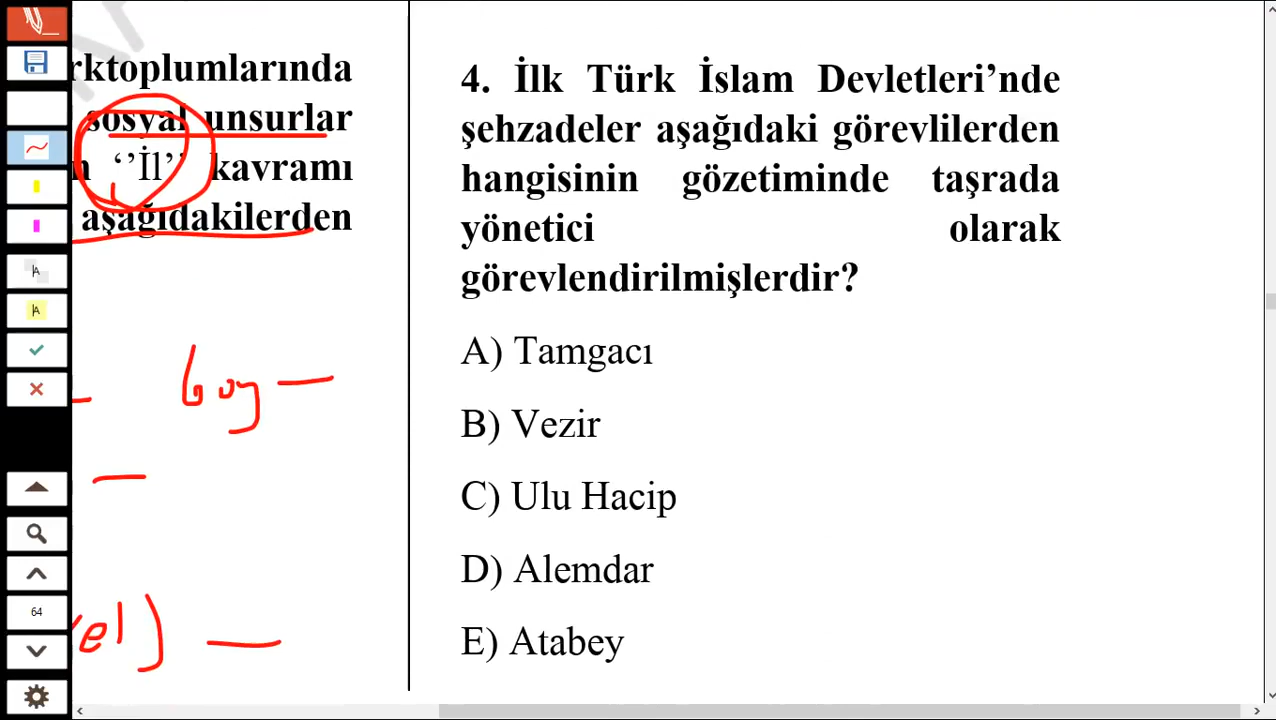 rktoplumlarında
sosyal unsurlar
n ‘’İl’’ kavramı
aşağıdakilerden
boy —
el) —
4. İlk Türk İslam Devletleri’nde
şehzadeler aşağıdaki görevlilerden
hangisinin gözetiminde taşrada
yönetici olarak
görevlendirilmişlerdir?
A) Tamgacı
B) Vezir
C) Ulu Hacip
D) Alemdar
E) Atabey
64